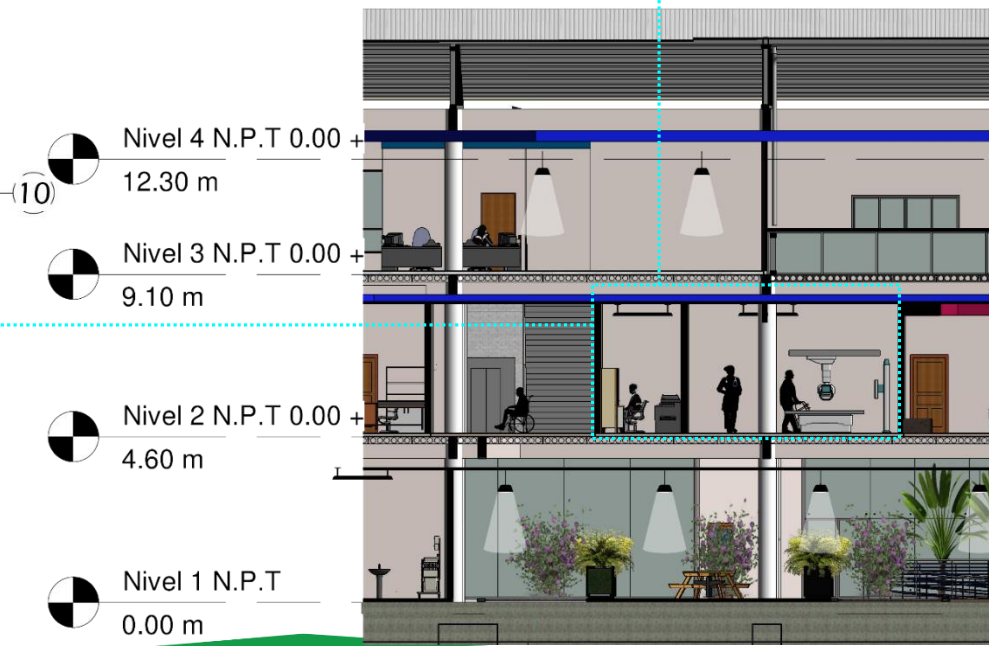 Nivel 4 N.P.T 0.00 +
12.30 m
10
Nivel 3 N.P.T 0.00 +
9.10 m
Nivel 2 N.P.T 0.00 +
4.60 m
Nivel 1 N.P.T
0.00 m